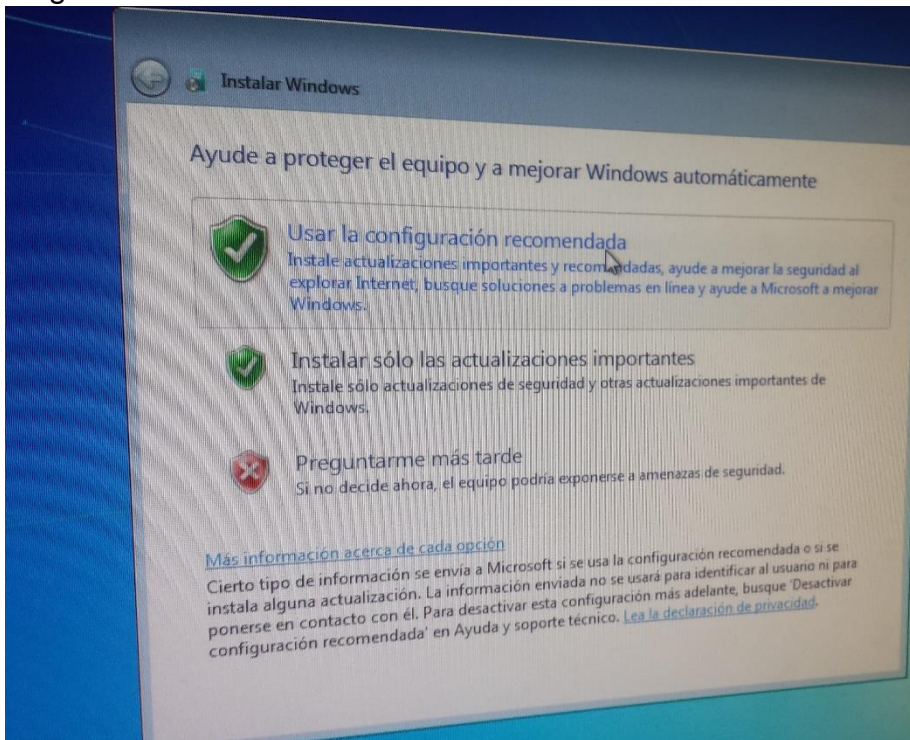 Instalar Windows
Ayude a proteger el equipo y a mejorar Windows automáticamente
Usar la configuración recomendada
Instale actualizaciones importantes y recomendadas, ayude a mejorar la seguridad al
explorar Internet, busque soluciones a problemas en línea y ayude a Microsoft a mejorar
Windows.
Instalar sólo las actualizaciones importantes
Instale sólo actualizaciones de seguridad y otras actualizaciones importantes de
Windows.
Preguntarme más tarde
Si no decide ahora, el equipo podría exponerse a amenazas de seguridad.
Más información acerca de cada opción
Cierto tipo de información se envía a Microsoft si se usa la configuración recomendada o si se
instala alguna actualización. La información enviada no se usará para identificar al usuario ni para
ponerse en contacto con él. Para desactivar esta configuración más adelante, busque 'Desactivar
configuración recomendada' en Ayuda y soporte técnico. Lea la declaración de privacidad.